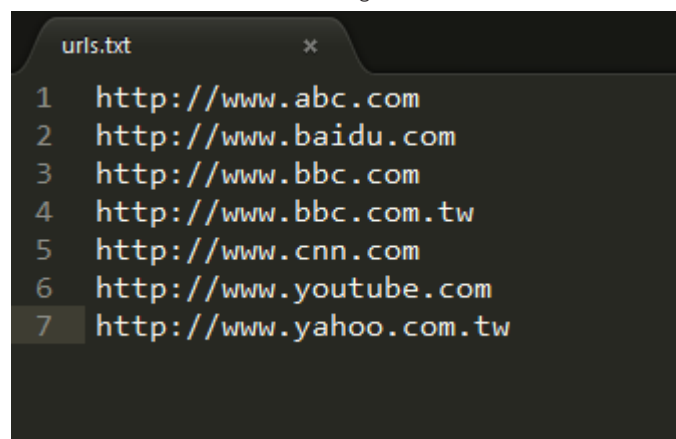 urls.txt ×
1 http://www.abc.com
2 http://www.baidu.com
3 http://www.bbc.com
4 http://www.bbc.com.tw
5 http://www.cnn.com
6 http://www.youtube.com
7 http://www.yahoo.com.tw